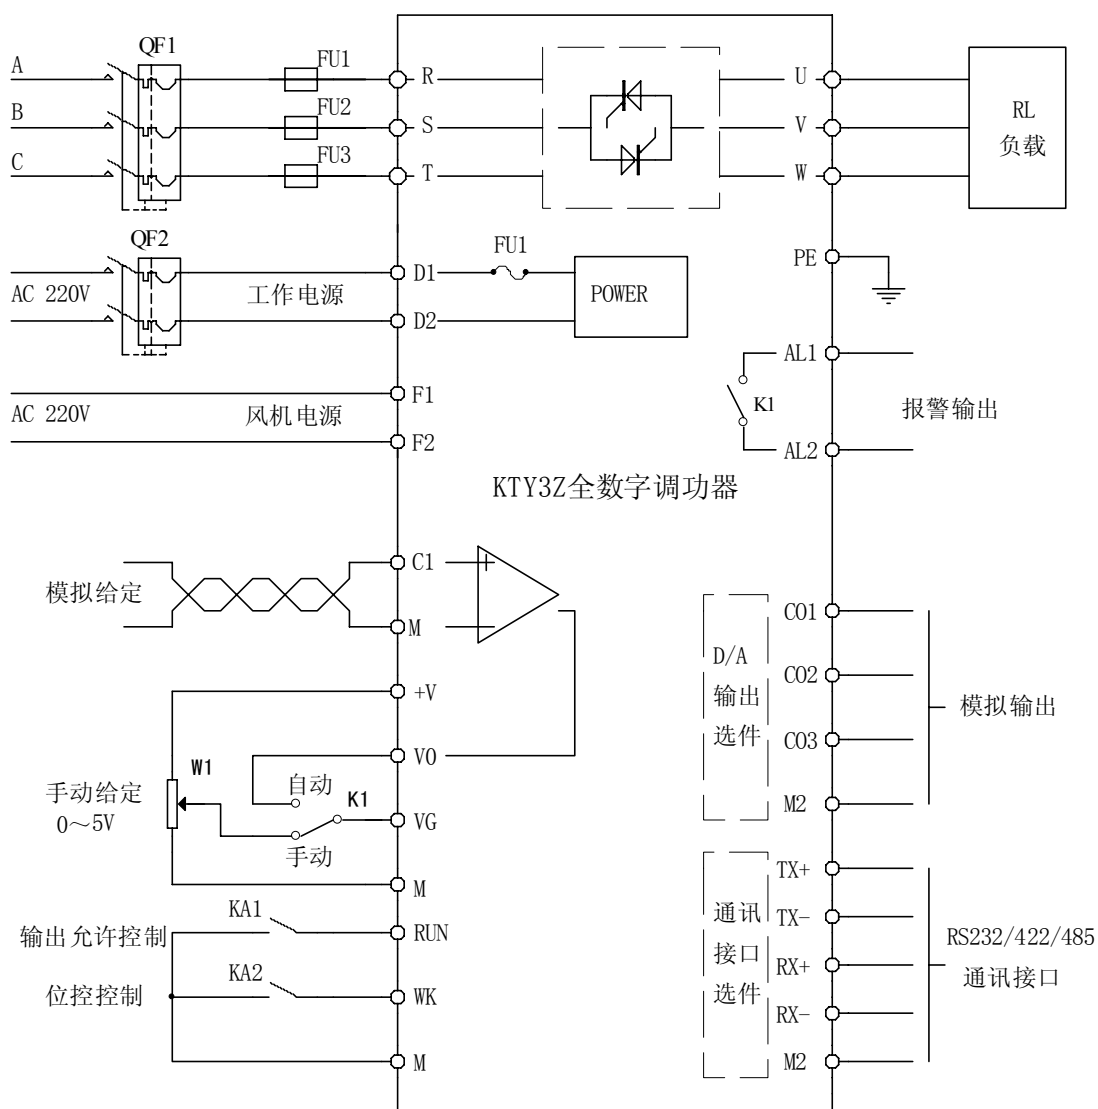 QF1
A
FU1
R
U
B
FU2
S
V
RL
负载
C
FU3
T
W
QF2
FU1
PE
D1
AC 220V
工作电源
POWER
D2
AL1
F1
AC 220V
风机电源
K1
报警输出
F2
AL2
KTY3Z全数字调功器
C1
模拟给定
M
CO1
D/A
输出
选件
CO2
模拟输出
CO3
M2
+V
V0
W1
自动
手动给定
0～5V
K1
VG
手动
M
TX+
KA1
RUN
输出允许控制
通讯
接口
选件
TX-
RS232/422/485
通讯接口
RX+
KA2
位控控制
WK
RX-
M
M2